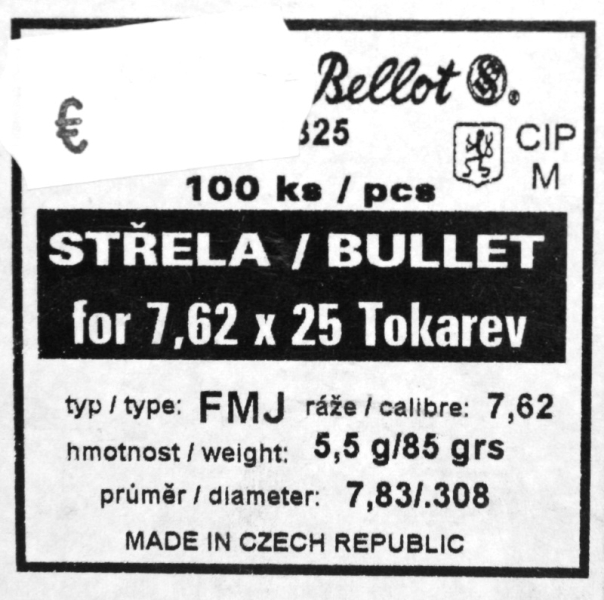 Bellot
€
325
CIP
M
100 ks / pcs
STŘELA / BULLET
for 7,62 x 25 Tokarev
typ / type: FMJ ráže / calibre: 7,62
hmotnost / weight: 5,5 g/85 grs
průměr / diameter: 7,83/.308
MADE IN CZECH REPUBLIC